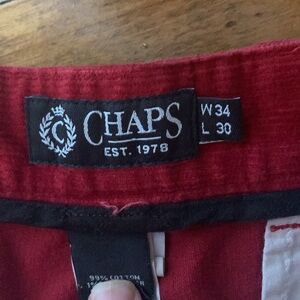 C
CHAPS
EST. 1978
W 34
L 30
99% COTTON